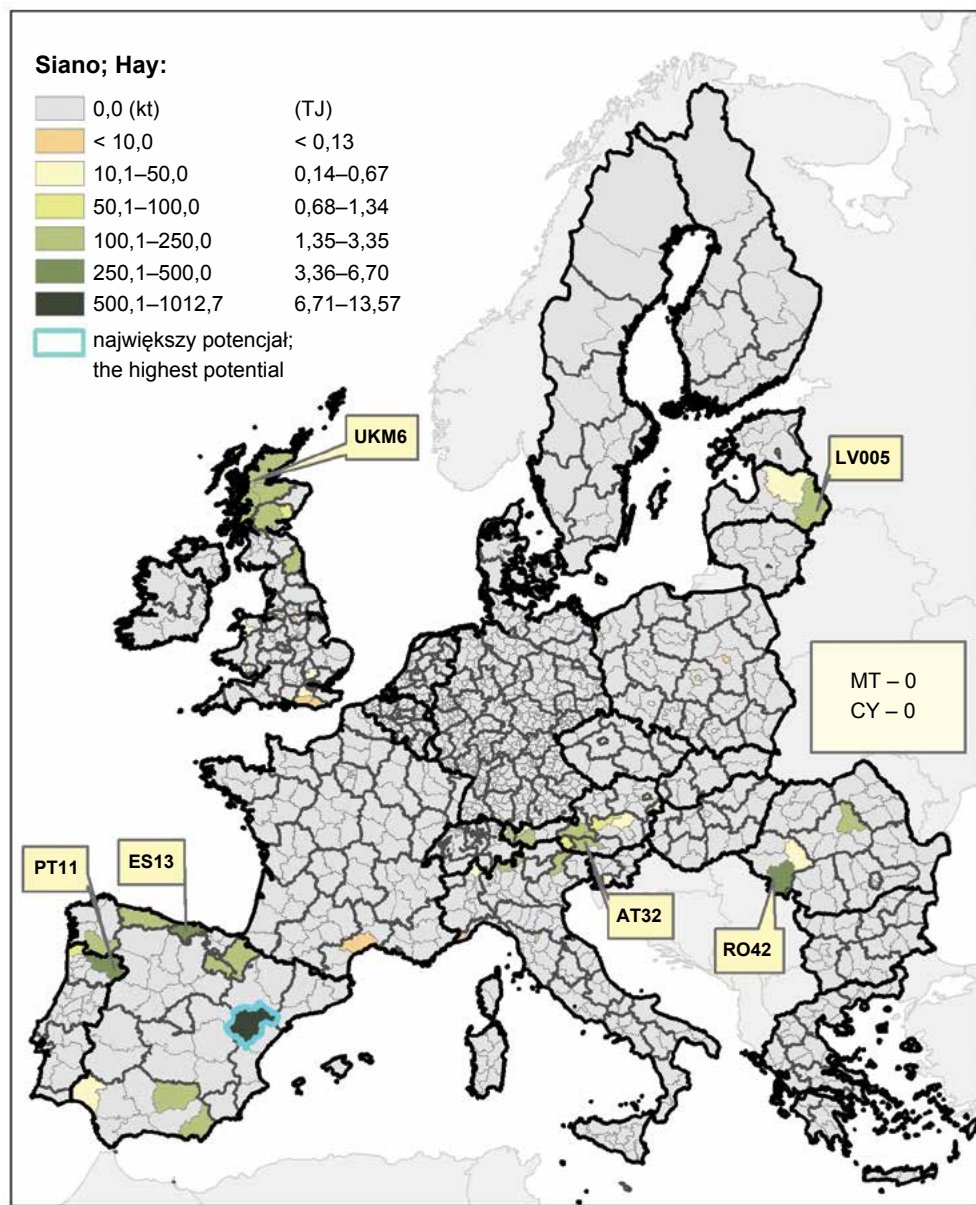 Siano; Hay:
0,0 (kt) (TJ)
< 10,0 < 0,13
10,1–50,0 0,14–0,67
50,1–100,0 0,68–1,34
100,1–250,0 1,35–3,35
250,1–500,0 3,36–6,70
500,1–1012,7 6,71–13,57
największy potencjał;
the highest potential
UKM6
LV005
MT – 0
CY – 0
PT11
ES13
AT32
RO42